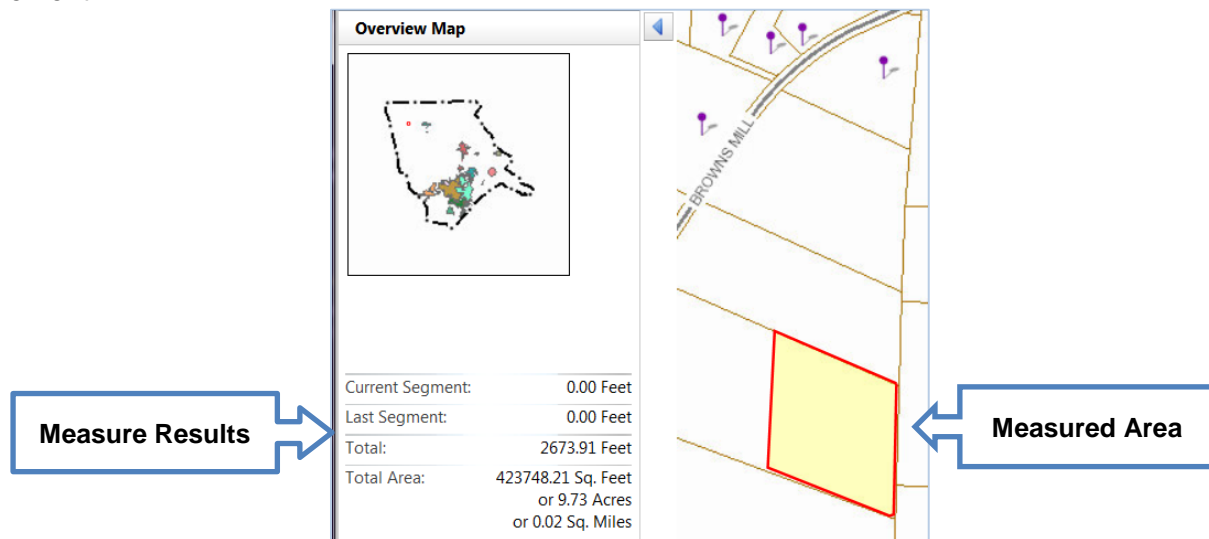 Overview Map
BROWNS MILL
Current Segment: 0.00 Feet
Last Segment: 0.00 Feet
Total: 2673.91 Feet
Total Area: 423748.21 Sq. Feet
or 9.73 Acres
or 0.02 Sq. Miles
Measure Results
Measured Area